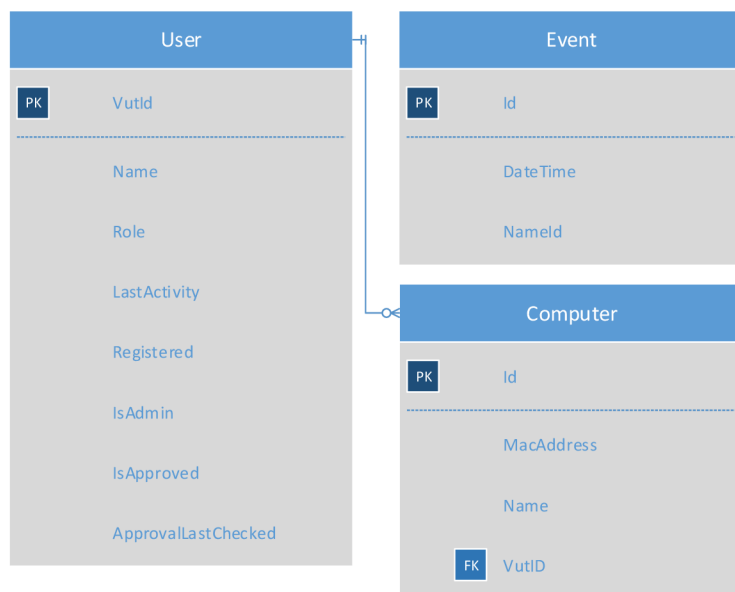 User
PK VutId
Name
Role
LastActivity
Registered
IsAdmin
IsApproved
ApprovalLastChecked
Event
PK Id
DateTime
NameId
Computer
PK Id
MacAddress
Name
FK VutID